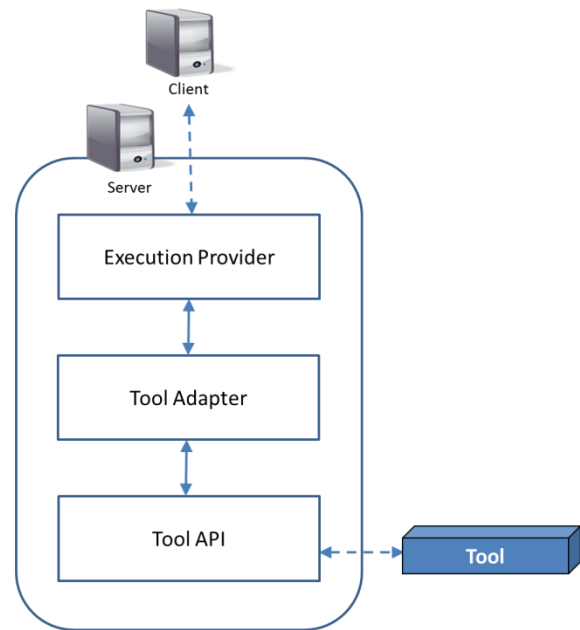 Client
Server
Execution Provider
Tool Adapter
Tool API
Tool